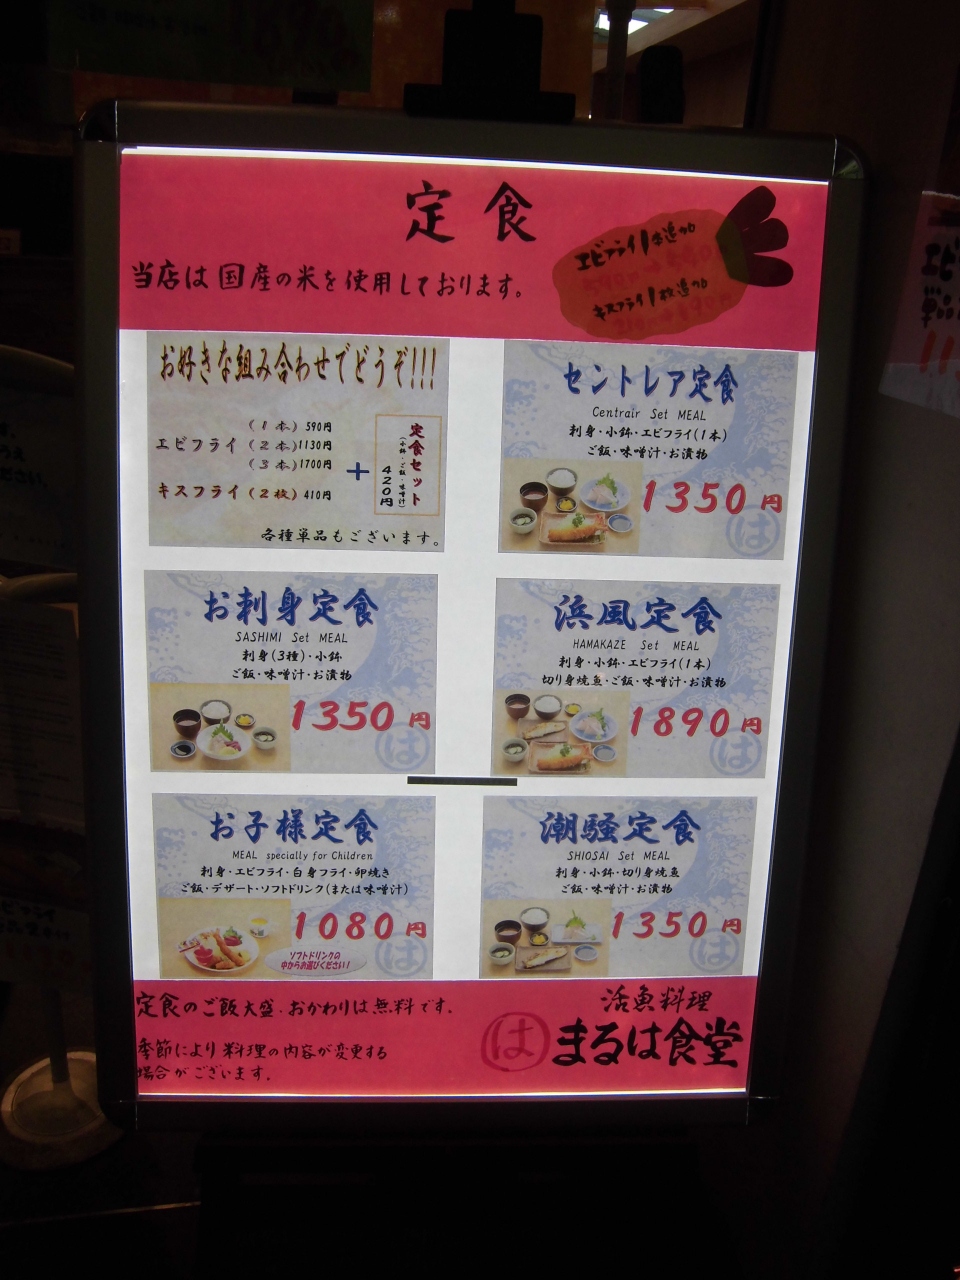 定食
当店は国産の米を使用しております。
エビフライ1本追加
キスフライ1枚追加
お好きな組み合わせでどうぞ!!!
(1本) 590円
エビフライ (2本) 1130円
(3本) 1700円
キスフライ (2枚) 410円
+
定食セット
(小鉢・ご飯・味噌汁)
420円
各種単品もございます。
セントレア定食
Centrair Set MEAL
刺身・小鉢・エビフライ(1本)
ご飯・味噌汁・お漬物
1350円
は
お刺身定食
SASHIMI Set MEAL
刺身(3種)・小鉢
ご飯・味噌汁・お漬物
1350円
は
浜風定食
HAMAKAZE Set MEAL
刺身・小鉢・エビフライ(1本)
切り身焼魚・ご飯・味噌汁・お漬物
1890円
は
お子様定食
MEAL specially for Children
刺身・エビフライ・白身フライ・卵焼き
ご飯・デザート・ソフトドリンク(または味噌汁)
1080円
ソフトドリンクの
中からお選びください!
は
潮騒定食
SHIOSAI Set MEAL
刺身・小鉢・切り身焼魚
ご飯・味噌汁・お漬物
1350円
は
定食のご飯大盛・おかわりは無料です。
季節により料理の内容が変更する
場合がございます。
活魚料理
は まるは食堂